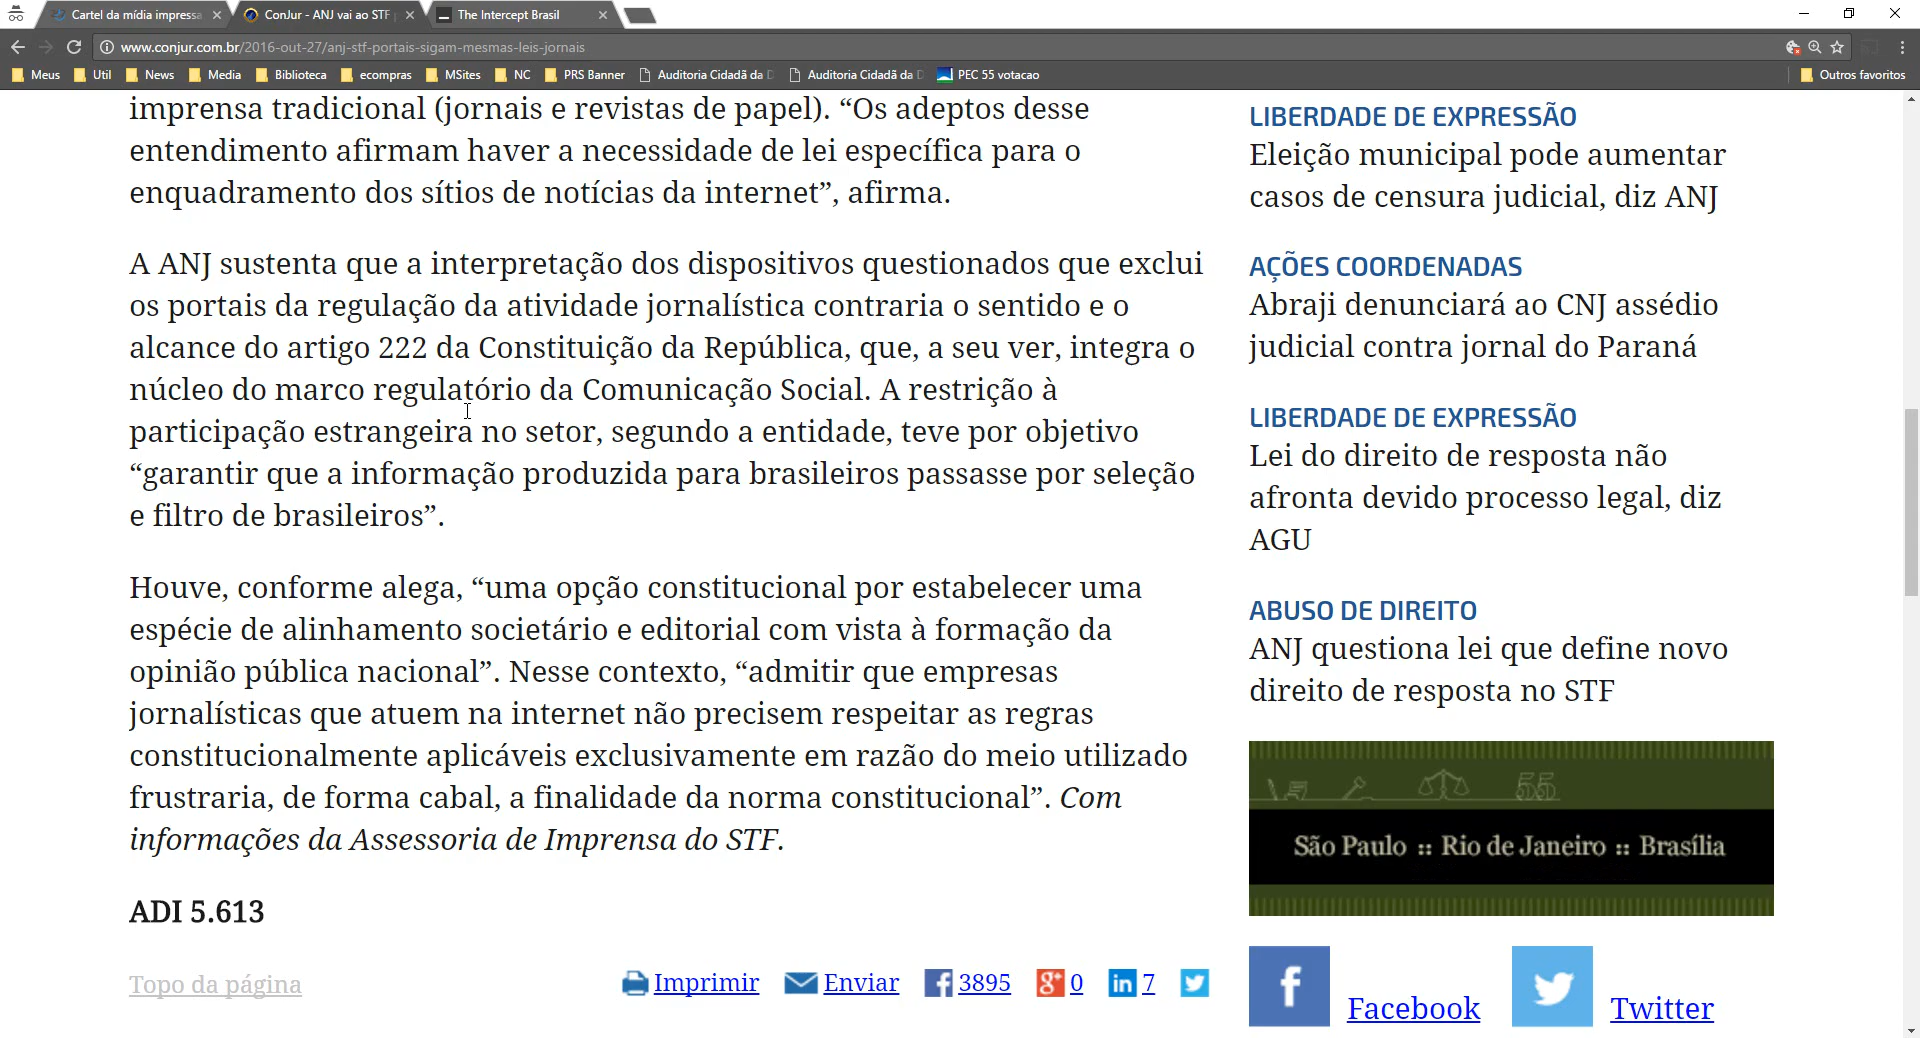 Cartel da mídia impressa
ConJur - ANJ vai ao STF
The Intercept Brasil
www.conjur.com.br/2016-out-27/anj-stf-portais-sigam-mesmas-leis-jornais
Meus Util News Media Biblioteca ecompras MSites NC PRS Banner Auditoria Cidadã da D Auditoria Cidadã da D PEC 55 votacao Outros favoritos
imprensa tradicional (jornais e revistas de papel). “Os adeptos desse
entendimento afirmam haver a necessidade de lei específica para o
enquadramento dos sítios de notícias da internet”, afirma.
A ANJ sustenta que a interpretação dos dispositivos questionados que exclui
os portais da regulação da atividade jornalística contraria o sentido e o
alcance do artigo 222 da Constituição da República, que, a seu ver, integra o
núcleo do marco regulatório da Comunicação Social. A restrição à
participação estrangeira no setor, segundo a entidade, teve por objetivo
“garantir que a informação produzida para brasileiros passasse por seleção
e filtro de brasileiros”.
Houve, conforme alega, “uma opção constitucional por estabelecer uma
espécie de alinhamento societário e editorial com vista à formação da
opinião pública nacional”. Nesse contexto, “admitir que empresas
jornalísticas que atuem na internet não precisem respeitar as regras
constitucionalmente aplicáveis exclusivamente em razão do meio utilizado
frustraria, de forma cabal, a finalidade da norma constitucional”. Com
informações da Assessoria de Imprensa do STF.
ADI 5.613
Topo da página
Imprimir Enviar 3895 0 7
LIBERDADE DE EXPRESSÃO
Eleição municipal pode aumentar
casos de censura judicial, diz ANJ
AÇÕES COORDENADAS
Abraji denunciará ao CNJ assédio
judicial contra jornal do Paraná
LIBERDADE DE EXPRESSÃO
Lei do direito de resposta não
afronta devido processo legal, diz
AGU
ABUSO DE DIREITO
ANJ questiona lei que define novo
direito de resposta no STF
55
São Paulo :: Rio de Janeiro :: Brasília
Facebook Twitter